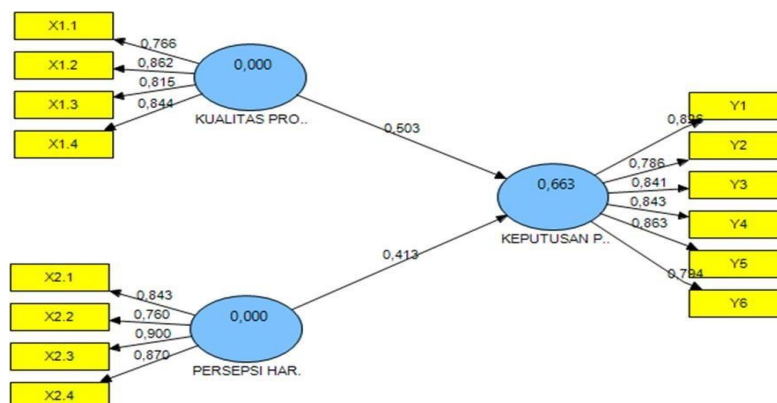 X1.1
0,766
X1.2
0,862
X1.3
0,815
X1.4
0,844
0,000
KUALITAS PRO..
0,503
X2.1
0,843
X2.2
0,760
X2.3
0,900
X2.4
0,870
0,000
PERSEPSI HAR.
0,413
0,663
KEPUTUSAN P..
Y1
Y2
0,786
Y3
0,841
Y4
0,843
Y5
0,863
Y6
0,794